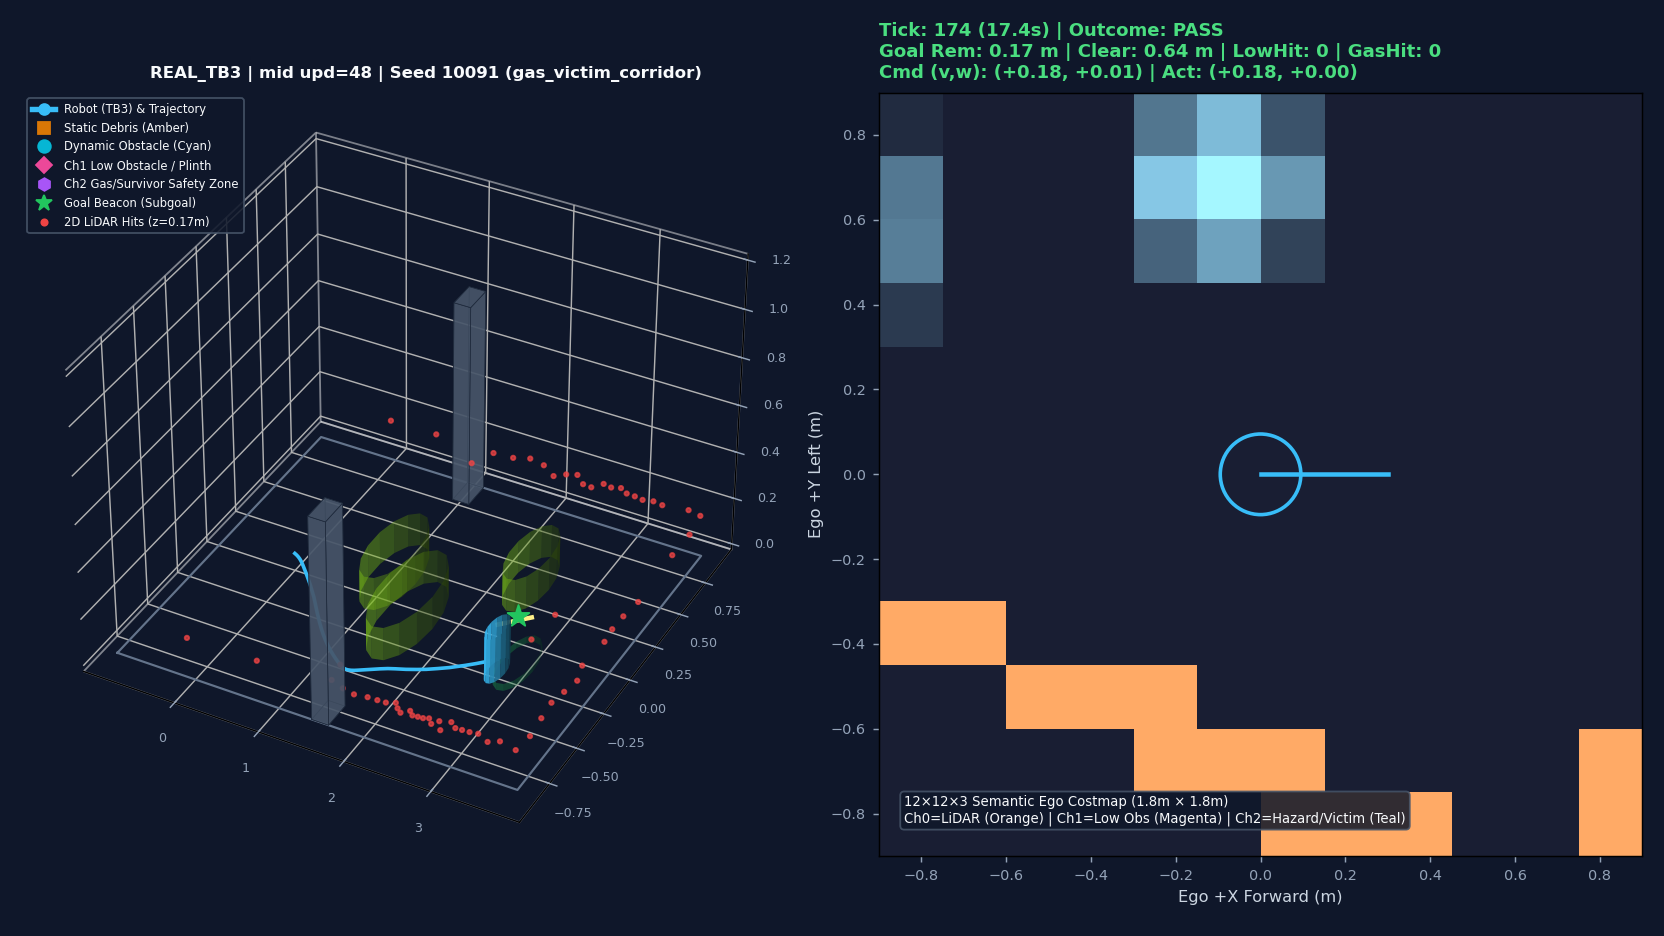 REAL_TB3 | mid upd=48 | Seed 10091 (gas_victim_corridor)
Robot (TB3) & Trajectory
Static Debris (Amber)
Dynamic Obstacle (Cyan)
Ch1 Low Obstacle / Plinth
Ch2 Gas/Survivor Safety Zone
Goal Beacon (Subgoal)
2D LiDAR Hits (z=0.17m)
1.2
1.0
0.8
0.6
0.4
0.2
0.0
0.75
0.50
0.25
0.00
−0.25
−0.50
−0.75
0
1
2
3
Tick: 174 (17.4s) | Outcome: PASS
Goal Rem: 0.17 m | Clear: 0.64 m | LowHit: 0 | GasHit: 0
Cmd (v,w): (+0.18, +0.01) | Act: (+0.18, +0.00)
Ego +Y Left (m)
0.8
0.6
0.4
0.2
0.0
−0.2
−0.4
−0.6
−0.8
12×12×3 Semantic Ego Costmap (1.8m × 1.8m)
Ch0=LiDAR (Orange) | Ch1=Low Obs (Magenta) | Ch2=Hazard/Victim (Teal)
−0.8 −0.6 −0.4 −0.2 0.0 0.2 0.4 0.6 0.8
Ego +X Forward (m)